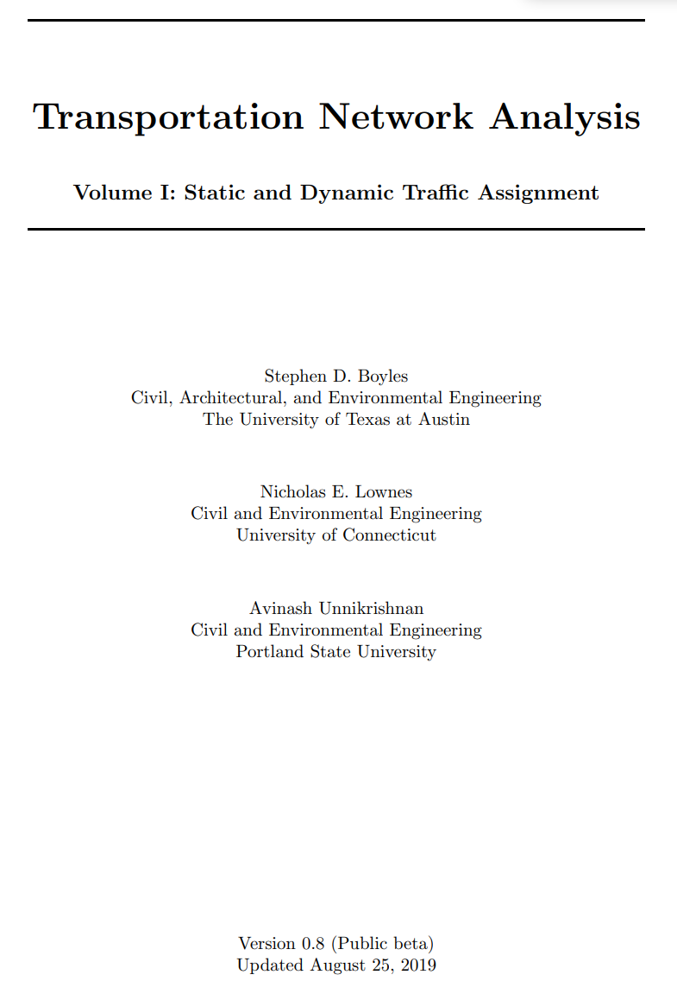 Transportation Network Analysis
Volume I: Static and Dynamic Traffic Assignment
Stephen D. Boyles
Civil, Architectural, and Environmental Engineering
The University of Texas at Austin
Nicholas E. Lownes
Civil and Environmental Engineering
University of Connecticut
Avinash Unnikrishnan
Civil and Environmental Engineering
Portland State University
Version 0.8 (Public beta)
Updated August 25, 2019